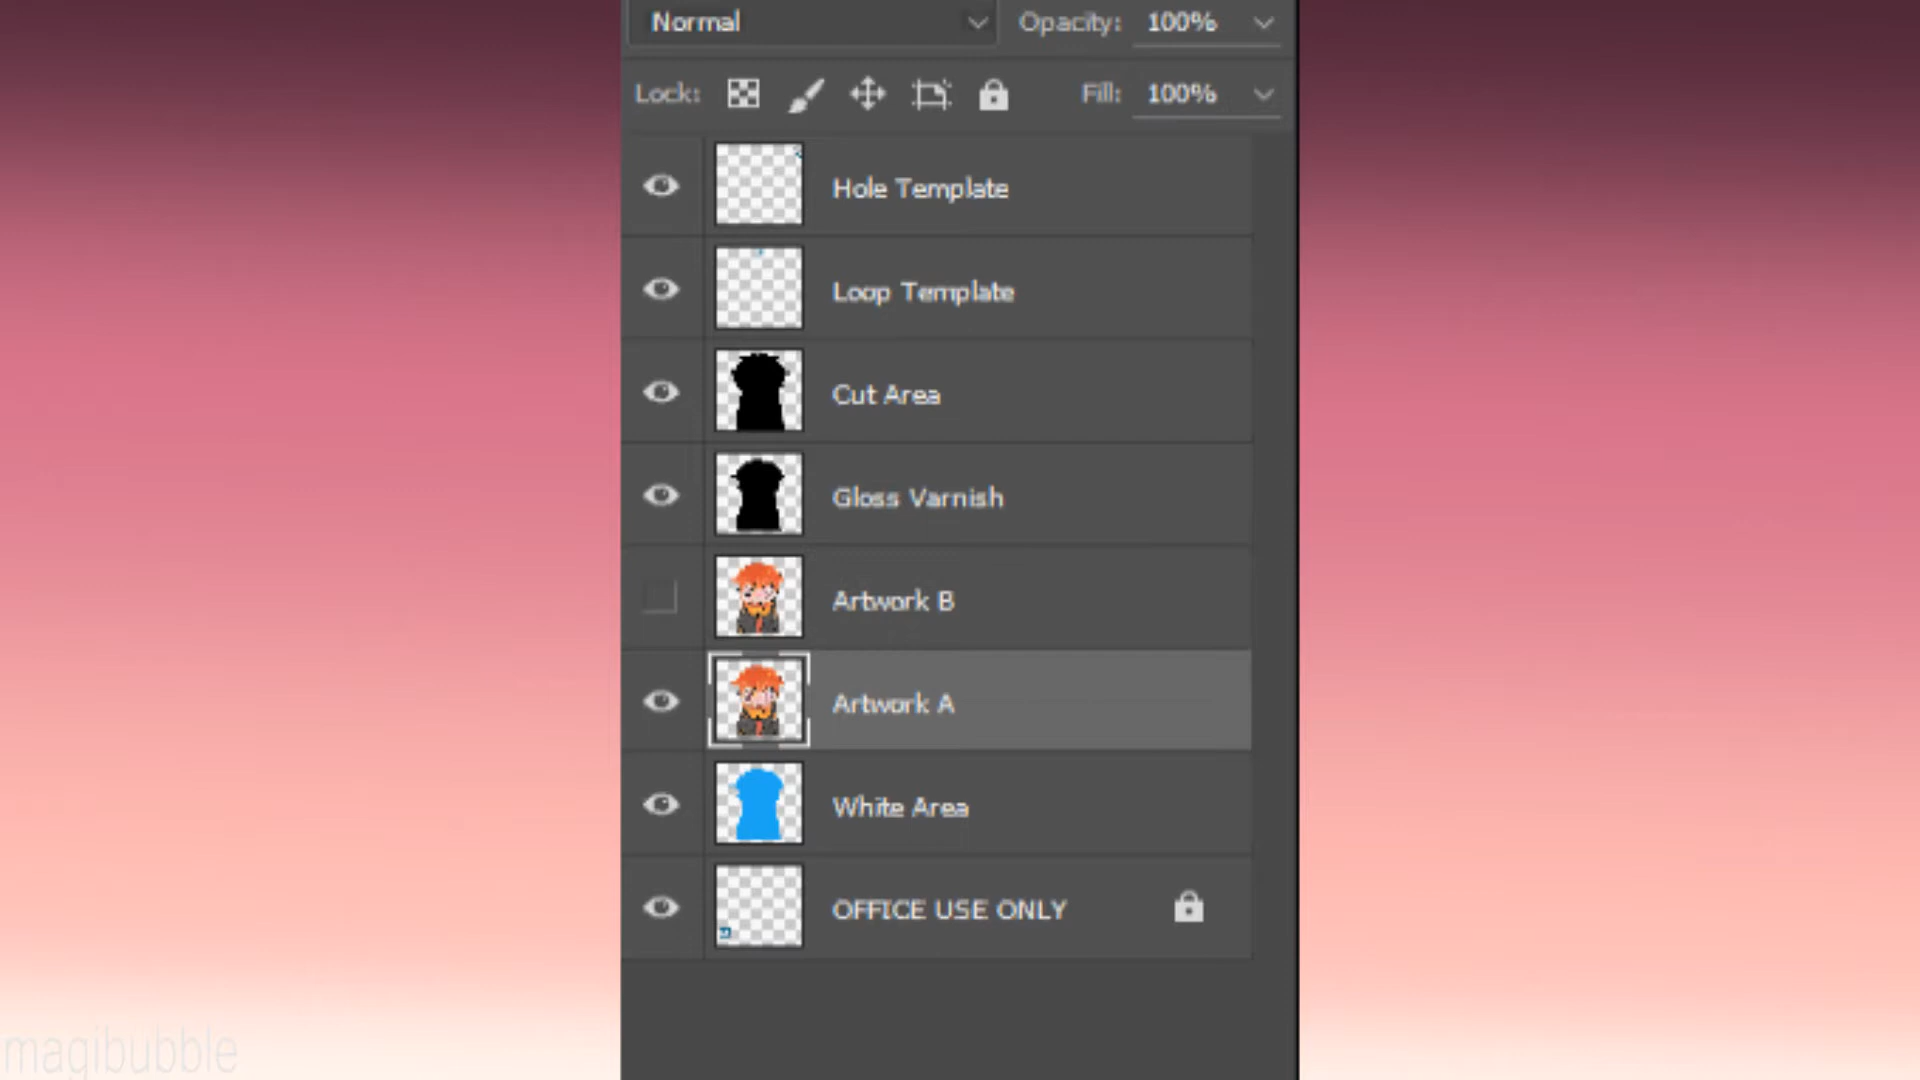 Normal Opacity: 100%
Lock: Fill: 100%
Hole Template
Loop Template
Cut Area
Gloss Varnish
Artwork B
Artwork A
White Area
OFFICE USE ONLY
magibubble